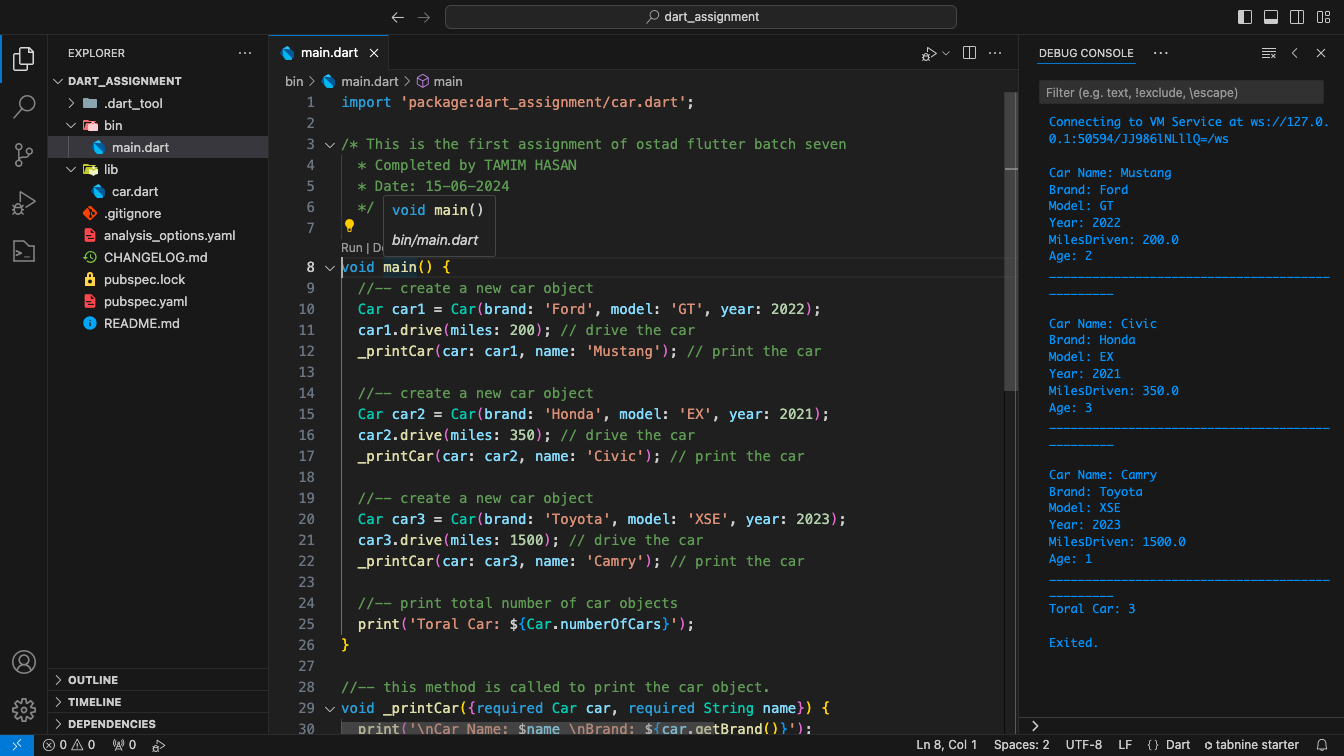 dart_assignment
EXPLORER
DART_ASSIGNMENT
.dart_tool
bin
main.dart
lib
car.dart
.gitignore
analysis_options.yaml
CHANGELOG.md
pubspec.lock
pubspec.yaml
README.md
OUTLINE
TIMELINE
DEPENDENCIES
main.dart
bin > main.dart > main
1 import 'package:dart_assignment/car.dart';
2
3 /* This is the first assignment of ostad flutter batch seven
4 * Completed by TAMIM HASAN
5 * Date: 15-06-2024
6 */
7
void main()
bin/main.dart
Run | De
8 void main() {
9 //-- create a new car object
10 Car car1 = Car(brand: 'Ford', model: 'GT', year: 2022);
11 car1.drive(miles: 200); // drive the car
12 _printCar(car: car1, name: 'Mustang'); // print the car
13
14 //-- create a new car object
15 Car car2 = Car(brand: 'Honda', model: 'EX', year: 2021);
16 car2.drive(miles: 350); // drive the car
17 _printCar(car: car2, name: 'Civic'); // print the car
18
19 //-- create a new car object
20 Car car3 = Car(brand: 'Toyota', model: 'XSE', year: 2023);
21 car3.drive(miles: 1500); // drive the car
22 _printCar(car: car3, name: 'Camry'); // print the car
23
24 //-- print total number of car objects
25 print('Toral Car: ${Car.numberOfCars}');
26 }
27
28 //-- this method is called to print the car object.
29 void _printCar({required Car car, required String name}) {
30 print('\nCar Name: $name \nBrand: ${car.getBrand()}');
DEBUG CONSOLE
Filter (e.g. text, !exclude, \escape)
Connecting to VM Service at ws://127.0.
0.1:50594/JJ986lNLllQ=/ws
Car Name: Mustang
Brand: Ford
Model: GT
Year: 2022
MilesDriven: 200.0
Age: 2
_______________________________________
_________
Car Name: Civic
Brand: Honda
Model: EX
Year: 2021
MilesDriven: 350.0
Age: 3
_______________________________________
_________
Car Name: Camry
Brand: Toyota
Model: XSE
Year: 2023
MilesDriven: 1500.0
Age: 1
_______________________________________
_________
Toral Car: 3
Exited.
0 0 0 Ln 8, Col 1 Spaces: 2 UTF-8 LF {} Dart tabnine starter